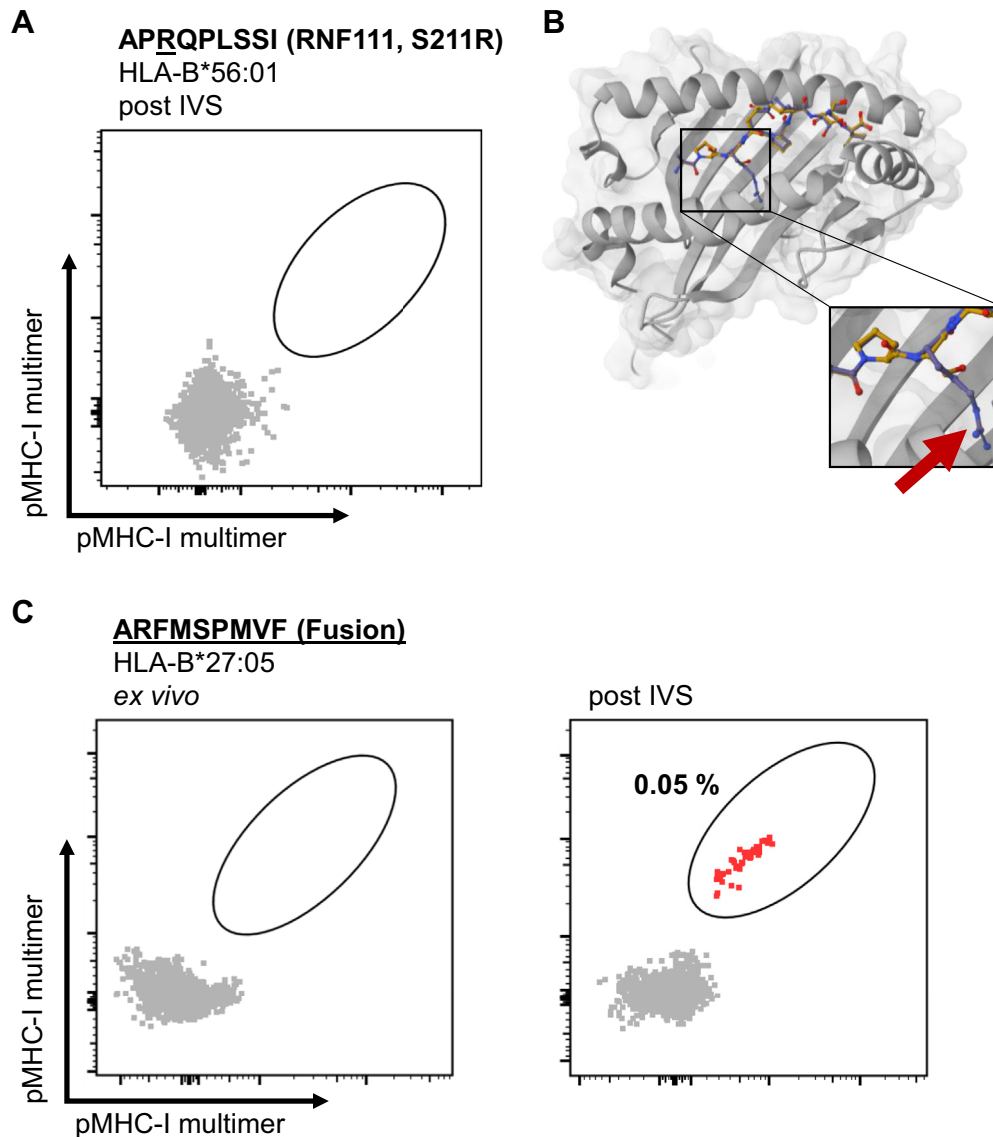 A
APRQPLSSI (RNF111, S211R)
HLA-B*56:01
post IVS
pMHC-I multimer
pMHC-I multimer
B
C
ARFMSPMVF (Fusion)
HLA-B*27:05
ex vivo
pMHC-I multimer
pMHC-I multimer
post IVS
0.05 %